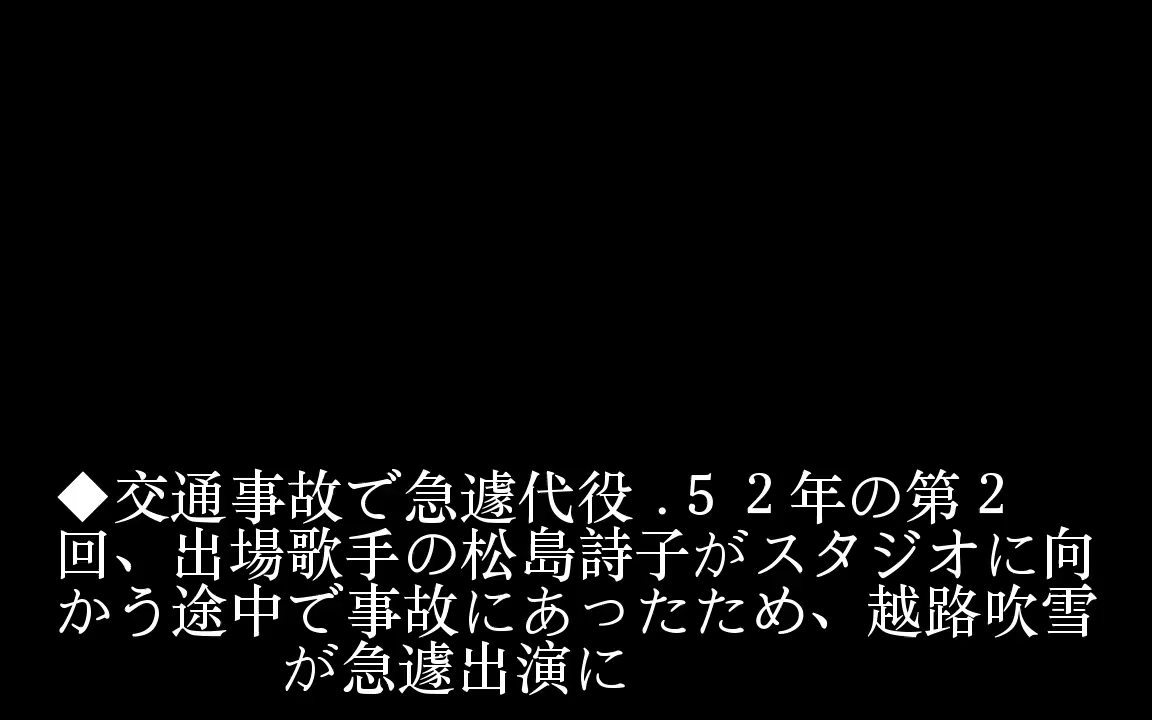 ◆交通事故で急遽代役．５２年の第２
回、出場歌手の松島詩子がスタジオに向
かう途中で事故にあったため、越路吹雪
が急遽出演に